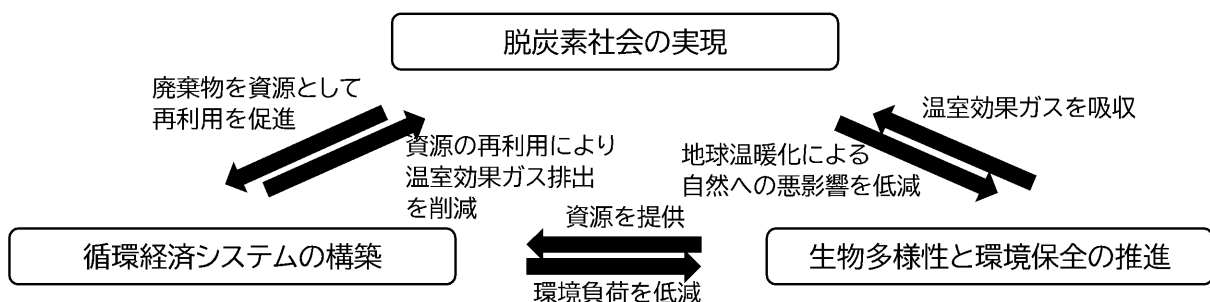 脱炭素社会の実現
廃棄物を資源として
再利用を促進
温室効果ガスを吸収
資源の再利用により
温室効果ガス排出
を削減
地球温暖化による
自然への悪影響を低減
資源を提供
循環経済システムの構築
生物多様性と環境保全の推進
環境負荷を低減